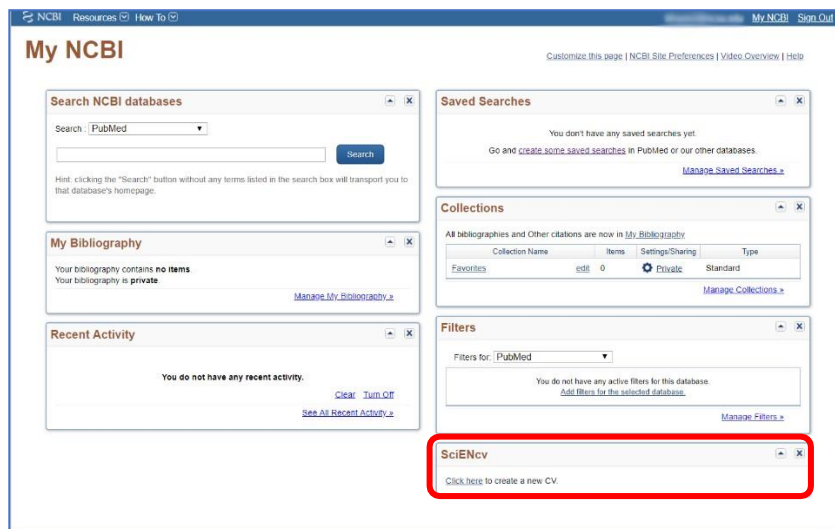 NCBI Resources How To My NCBI Sign Out
My NCBI
Customize this page | NCBI Site Preferences | Video Overview | Help
Search NCBI databases
Search : PubMed
Search
Hint: clicking the "Search" button without any terms listed in the search box will transport you to
that database's homepage.
My Bibliography
Your bibliography contains no items.
Your bibliography is private.
Manage My Bibliography »
Recent Activity
You do not have any recent activity.
Clear Turn Off
See All Recent Activity »
Saved Searches
You don't have any saved searches yet.
Go and create some saved searches in PubMed or our other databases.
Manage Saved Searches »
Collections
All bibliographies and Other citations are now in My Bibliography
Collection Name Items Settings/Sharing Type
Favorites edit 0 Private Standard
Manage Collections »
Filters
Filters for: PubMed
You do not have any active filters for this database.
Add filters for the selected database.
Manage Filters »
SciENcv
Click here to create a new CV.